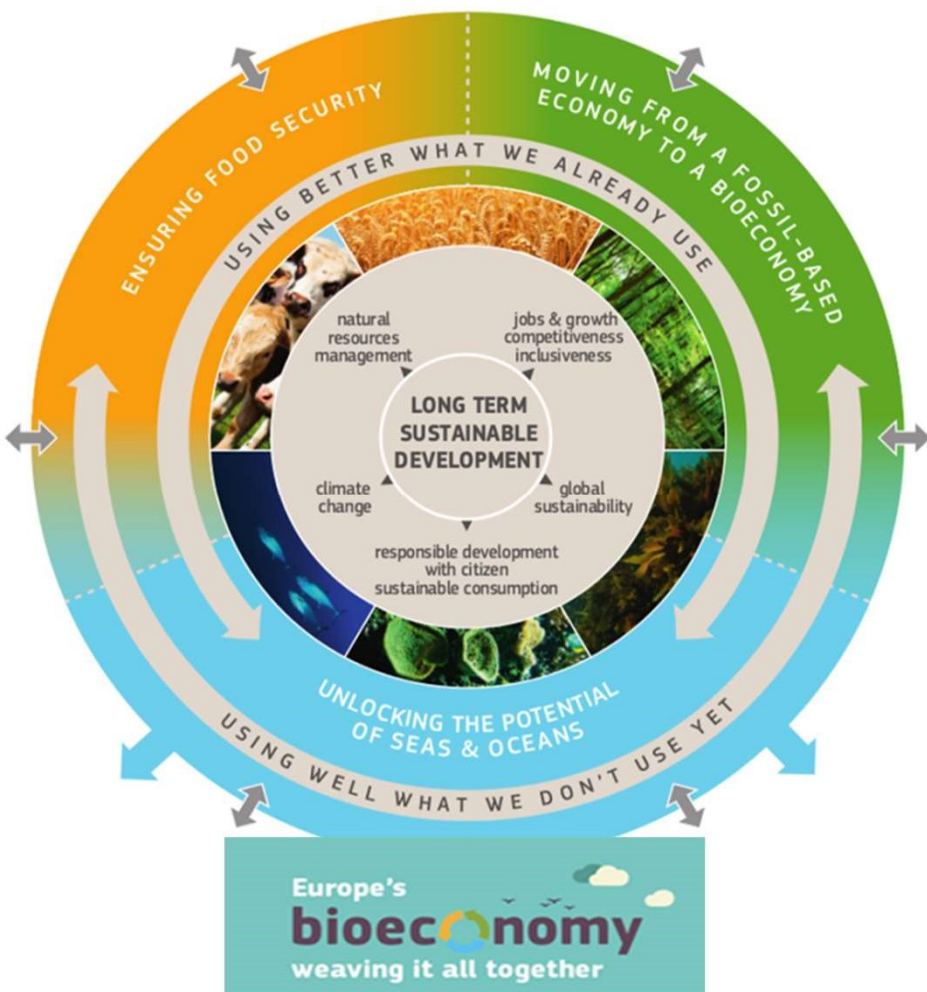 ENSURING FOOD SECURITY
MOVING FROM A FOSSIL-BASED
ECONOMY TO A BIOECONOMY
USING BETTER WHAT WE ALREADY USE
natural
resources
management
jobs & growth
competitiveness
inclusiveness
LONG TERM
SUSTAINABLE
DEVELOPMENT
climate
change
global
sustainability
responsible development
with citizen
sustainable consumption
UNLOCKING THE POTENTIAL
OF SEAS & OCEANS
USING WELL WHAT WE DON'T USE YET
Europe's
bioeconomy
weaving it all together